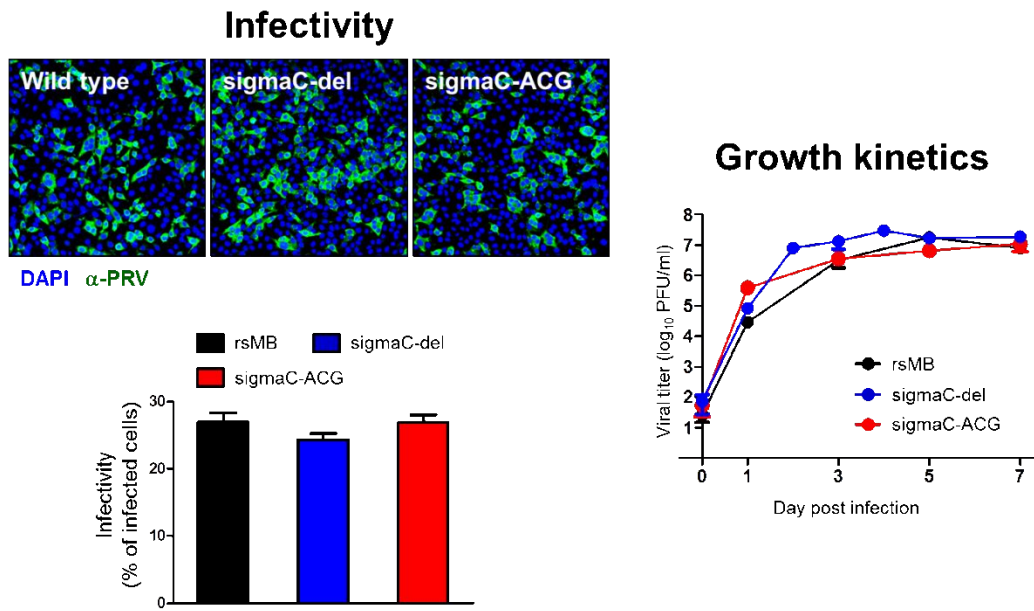 Infectivity
Wild type
sigmaC-del
sigmaC-ACG
DAPI α-PRV
rsMB
sigmaC-del
sigmaC-ACG
Infectivity
(% of infected cells)
30
20
10
0
Growth kinetics
Viral titer (log10 PFU/ml)
8
7
6
5
4
3
2
1
rsMB
sigmaC-del
sigmaC-ACG
0 1 3 5 7
Day post infection